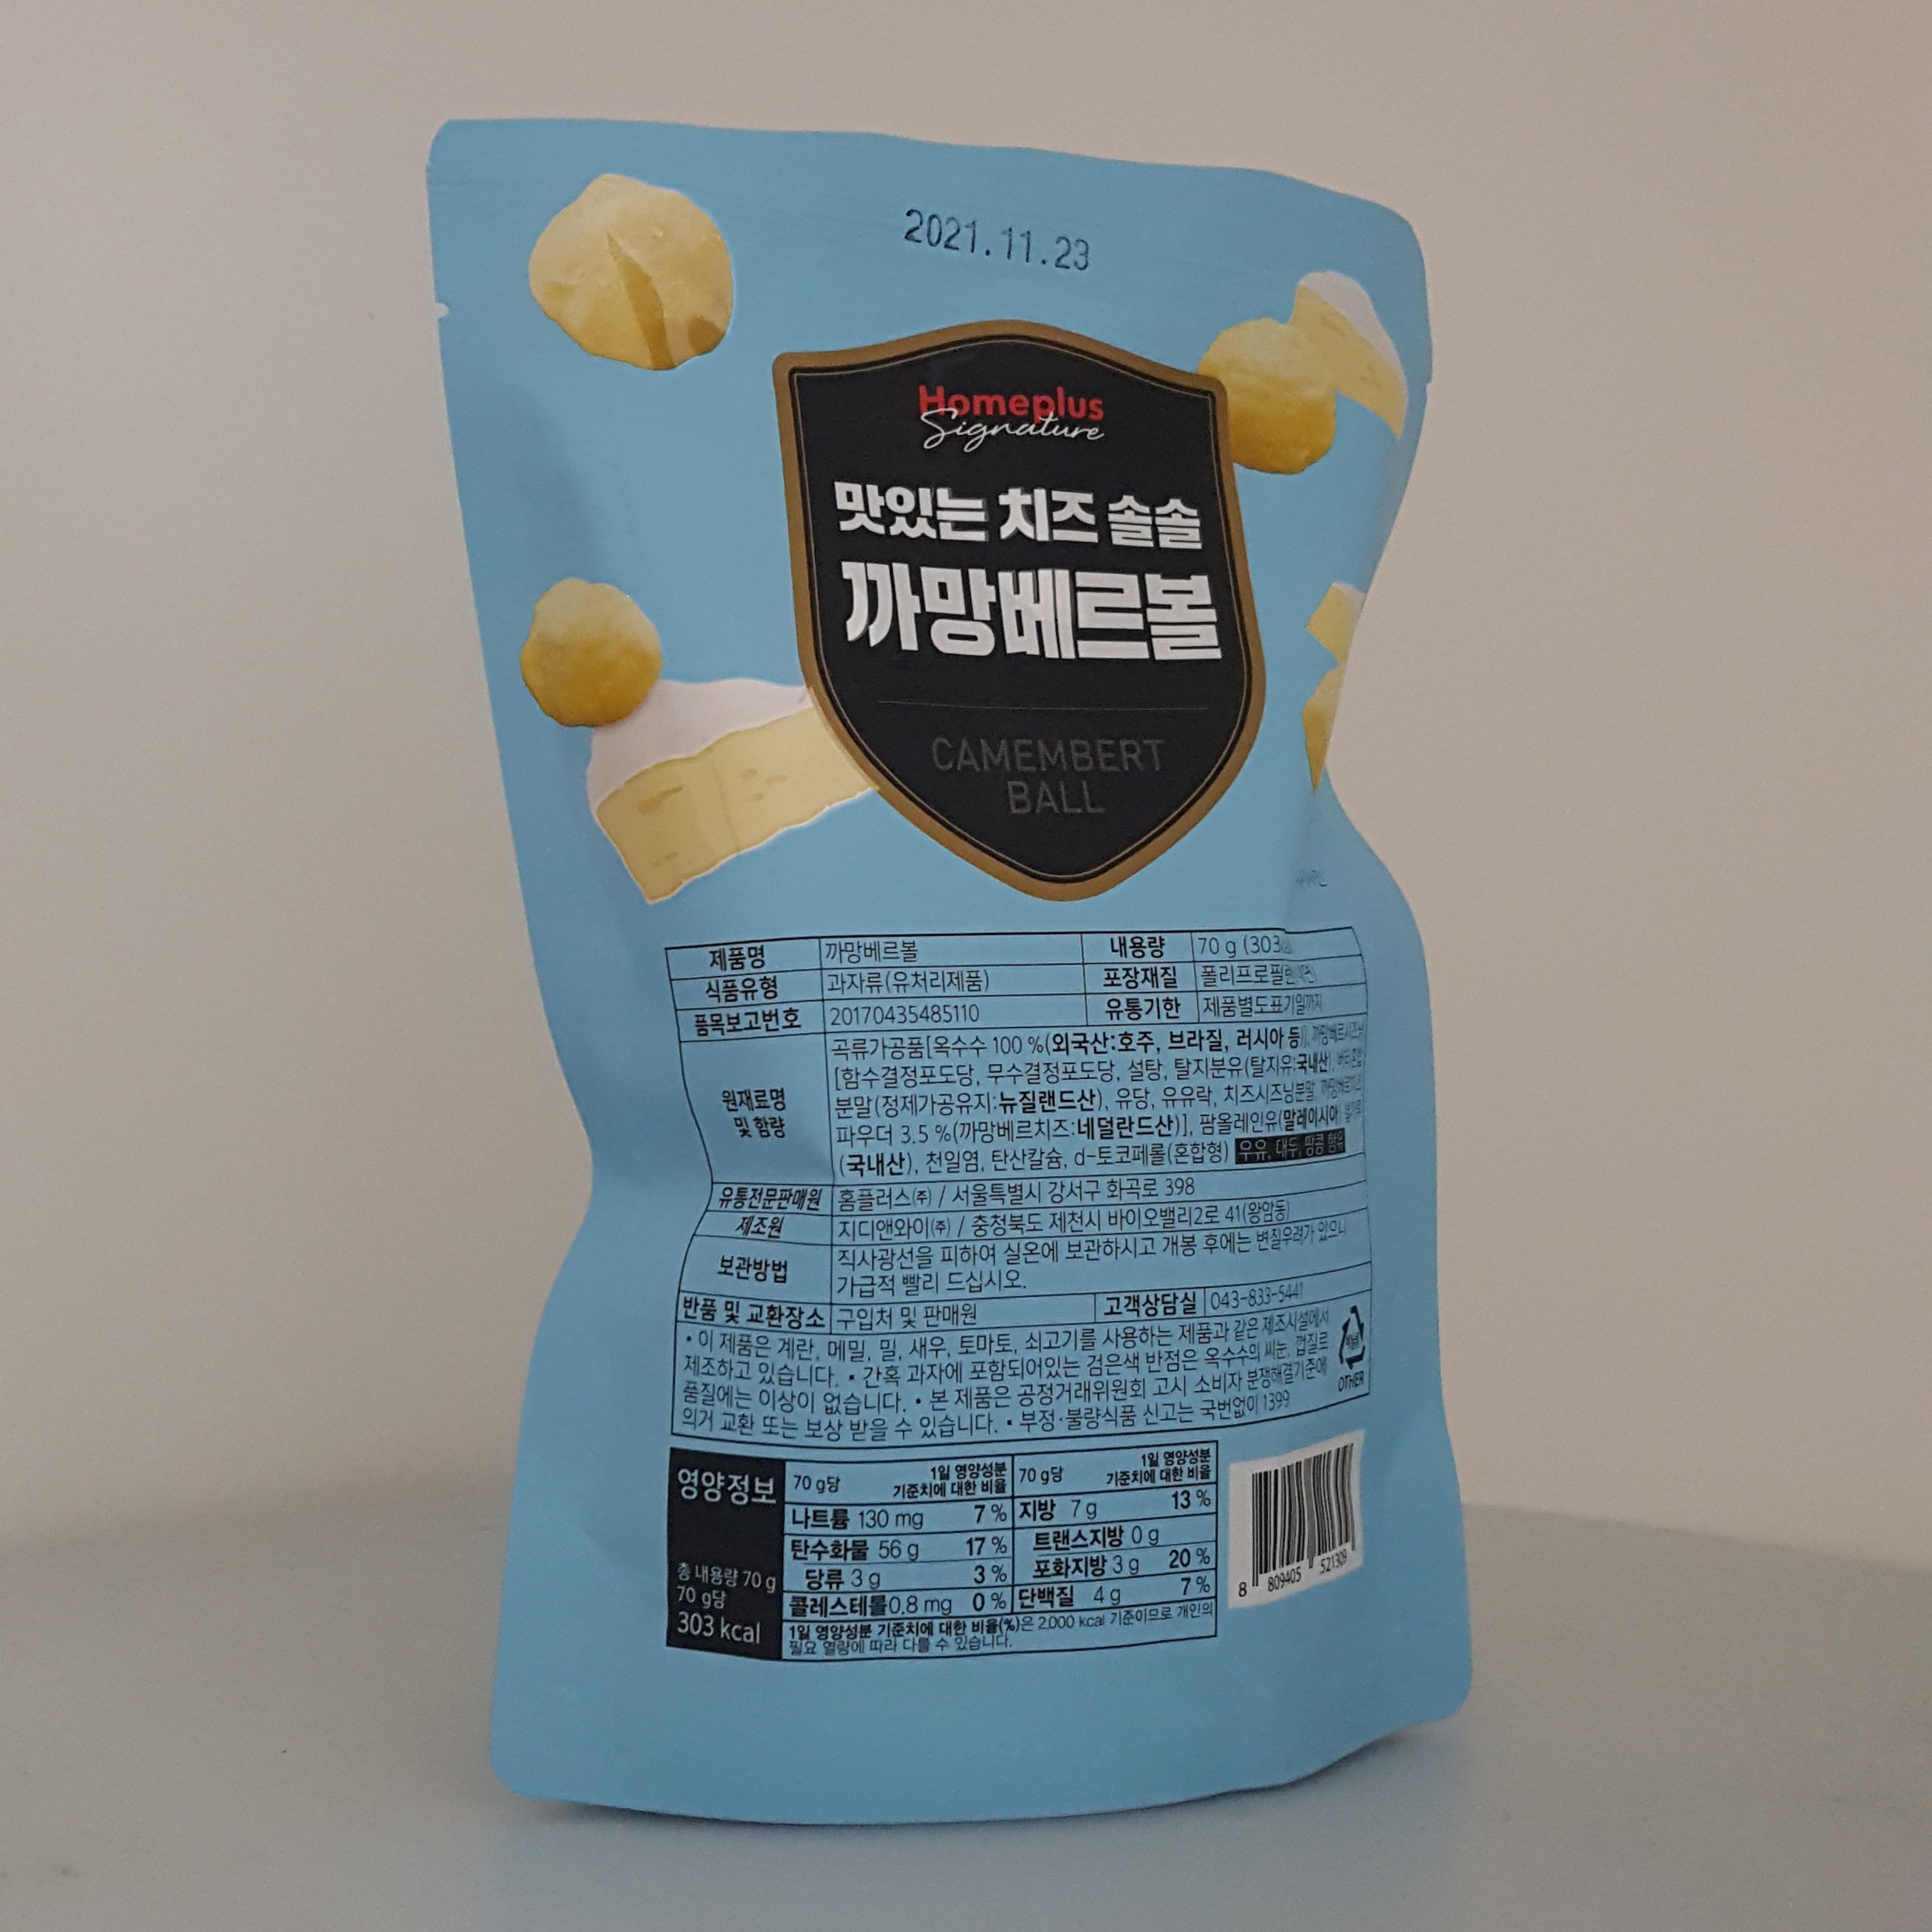 2021.11.23
Homeplus
Signature
맛있는 치즈 솔솔
까망베르볼
CAMEMBERT
BALL
제품명 까망베르볼 내용량 70 g (303
식품유형 과자류(유처리제품) 포장재질 폴리프로필렌
품목보고번호 20170435485110 유통기한 제품별도표기일까지
원재료명 및 함량
곡류가공품[옥수수 100 %(외국산:호주, 브라질, 러시아 등)],
[함수결정포도당, 무수결정포도당, 설탕, 탈지분유(탈지유:국내산),
분말(정제가공유지:뉴질랜드산), 유당, 유유락, 치즈시즈닝분말,
파우더 3.5 %(까망베르치즈:네덜란드산)], 팜올레인유(말레이시아)
(국내산), 천일염, 탄산칼슘, d-토코페롤(혼합형) 우유, 대두, 땅콩 함유
유통전문판매원 홈플러스㈜ / 서울특별시 강서구 화곡로 398
제조원 지디앤와이㈜ / 충청북도 제천시 바이오밸리2로 41(왕암동)
보관방법 직사광선을 피하여 실온에 보관하시고 개봉 후에는 변질우려가 있으니
가급적 빨리 드십시오.
반품 및 교환장소 구입처 및 판매원 고객상담실 043-833-5441
• 이 제품은 계란, 메밀, 밀, 새우, 토마토, 쇠고기를 사용하는 제품과 같은 제조시설에서
제조하고 있습니다. • 간혹 과자에 포함되어있는 검은색 반점은 옥수수의 씨눈, 껍질로
품질에는 이상이 없습니다. • 본 제품은 공정거래위원회 고시 소비자 분쟁해결기준에
의거 교환 또는 보상 받을 수 있습니다. • 부정·불량식품 신고는 국번없이 1399
OTHER
영양정보
총 내용량 70 g
70 g당
303 kcal
70 g당 1일 영양성분 기준치에 대한 비율 70 g당 1일 영양성분 기준치에 대한 비율
나트륨 130 mg 7 % 지방 7 g 13 %
탄수화물 56 g 17 % 트랜스지방 0 g
당류 3 g 3 % 포화지방 3 g 20 %
콜레스테롤 0.8 mg 0 % 단백질 4 g 7 %
1일 영양성분 기준치에 대한 비율(%)은 2,000 kcal 기준이므로 개인의
필요 열량에 따라 다를 수 있습니다.
8 809405 521309